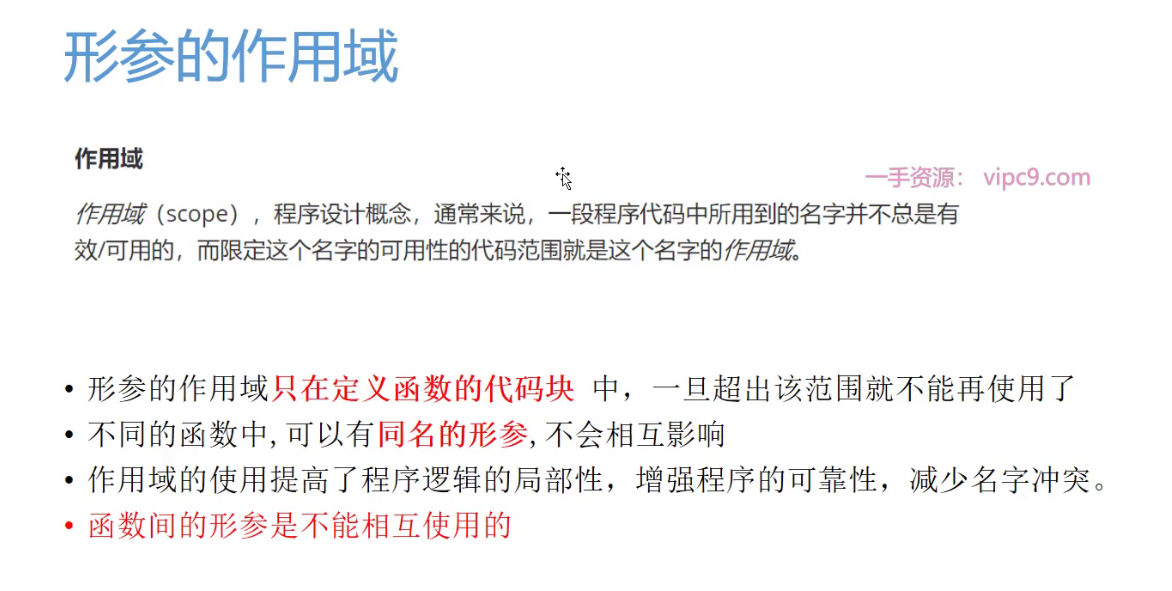 形参的作用域
作用域
一手资源： vipc9.com
作用域（scope），程序设计概念，通常来说，一段程序代码中所用到的名字并不总是有
效/可用的，而限定这个名字的可用性的代码范围就是这个名字的作用域。
• 形参的作用域只在定义函数的代码块 中，一旦超出该范围就不能再使用了
• 不同的函数中,可以有同名的形参,不会相互影响
• 作用域的使用提高了程序逻辑的局部性，增强程序的可靠性，减少名字冲突。
• 函数间的形参是不能相互使用的